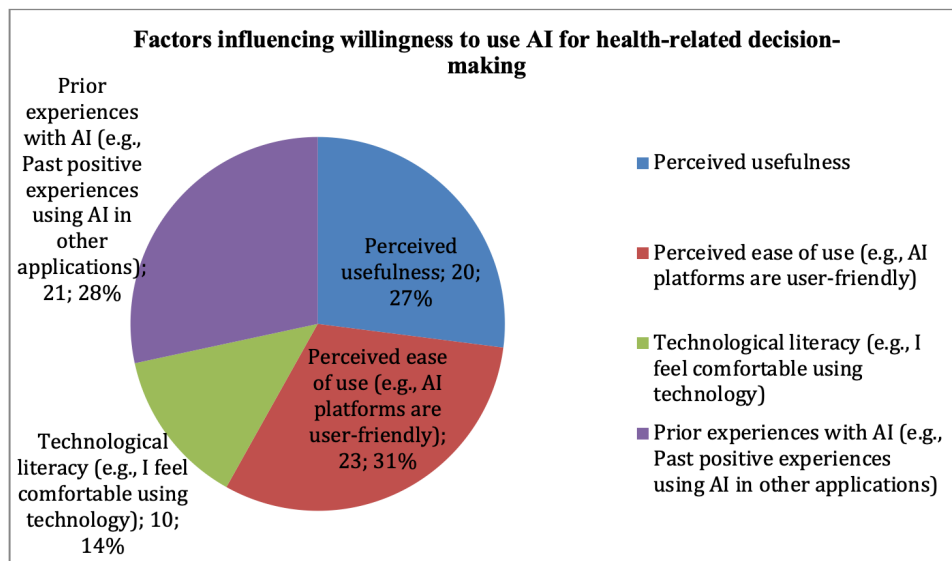 Factors influencing willingness to use AI for health-related decision-
making
Prior
experiences
with AI (e.g.,
Past positive
experiences
using AI in
other
applications);
21; 28%
Perceived
usefulness; 20;
27%
Perceived ease
of use (e.g., AI
platforms are
user-friendly);
23; 31%
Technological
literacy (e.g., I feel
comfortable using
technology); 10;
14%
Perceived usefulness
Perceived ease of use (e.g., AI
platforms are user-friendly)
Technological literacy (e.g., I
feel comfortable using
technology)
Prior experiences with AI (e.g.,
Past positive experiences
using AI in other applications)